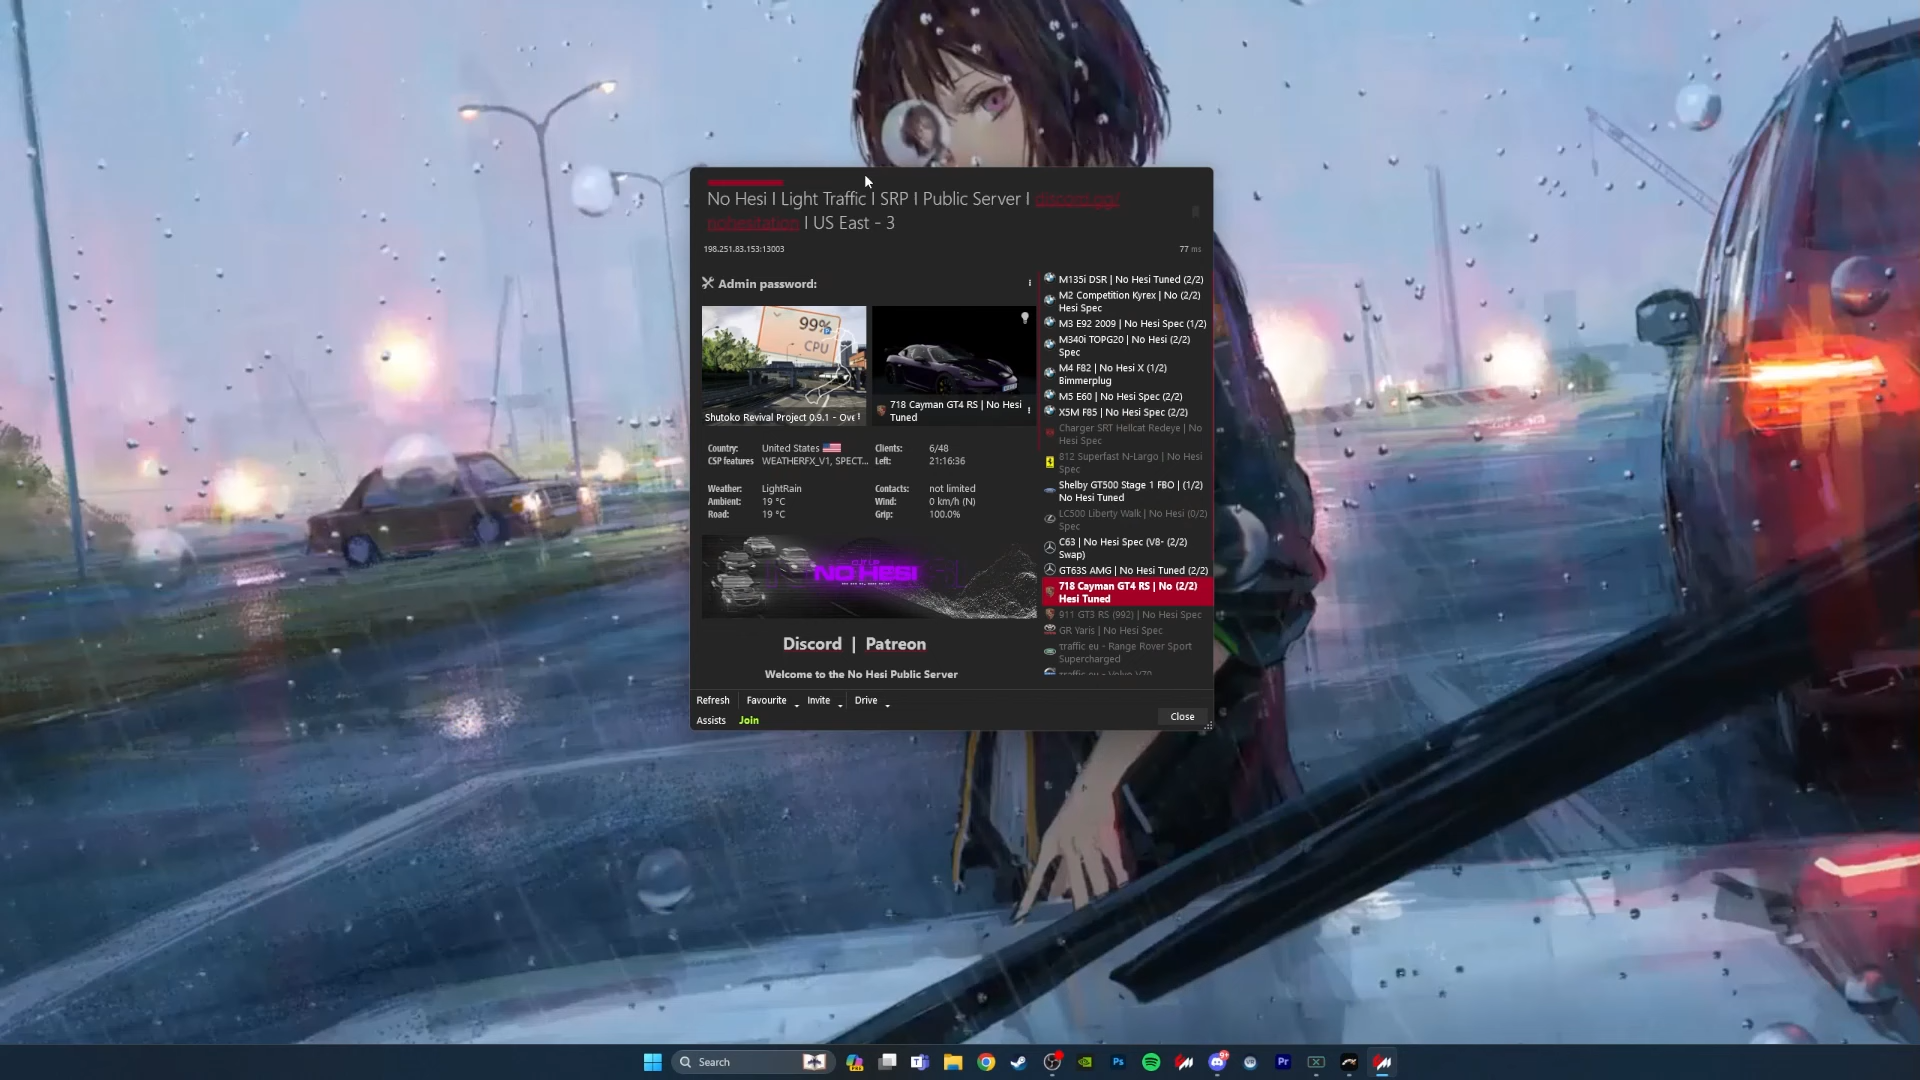 No Hesi I Light Traffic I SRP I Public Server I discord.gg/
nohesitation I US East - 3
198.251.83.153:13003
77 ms
Admin password:
99%
CPU
Shutoko Revival Project 0.9.1 - Ove
718 Cayman GT4 RS | No Hesi
Tuned
Country: United States Clients: 6/48
CSP features WEATHERFX_V1, SPECT... Left: 21:16:36
Weather: LightRain Contacts: not limited
Ambient: 19 °C Wind: 0 km/h (N)
Road: 19 °C Grip: 100.0%
NO HESI
Discord | Patreon
Welcome to the No Hesi Public Server
M135i DSR | No Hesi Tuned (2/2)
M2 Competition Kyrex | No (2/2)
Hesi Spec
M3 E92 2009 | No Hesi Spec (1/2)
M340i TOPG20 | No Hesi (2/2)
Spec
M4 F82 | No Hesi X (1/2)
Bimmerplug
M5 E60 | No Hesi Spec (2/2)
X5M F85 | No Hesi Spec (2/2)
Charger SRT Hellcat Redeye | No
Hesi Spec
812 Superfast N-Largo | No Hesi
Spec
Shelby GT500 Stage 1 FBO | (1/2)
No Hesi Tuned
LC500 Liberty Walk | No Hesi (0/2)
Spec
C63 | No Hesi Spec (V8- (2/2)
Swap)
GT63S AMG | No Hesi Tuned (2/2)
718 Cayman GT4 RS | No (2/2)
Hesi Tuned
911 GT3 RS (992) | No Hesi Spec
GR Yaris | No Hesi Spec
traffic eu - Range Rover Sport
Supercharged
traffic eu - Volvo V70
Refresh Favourite Invite Drive
Assists Join
Close
Search
Ps
Pr